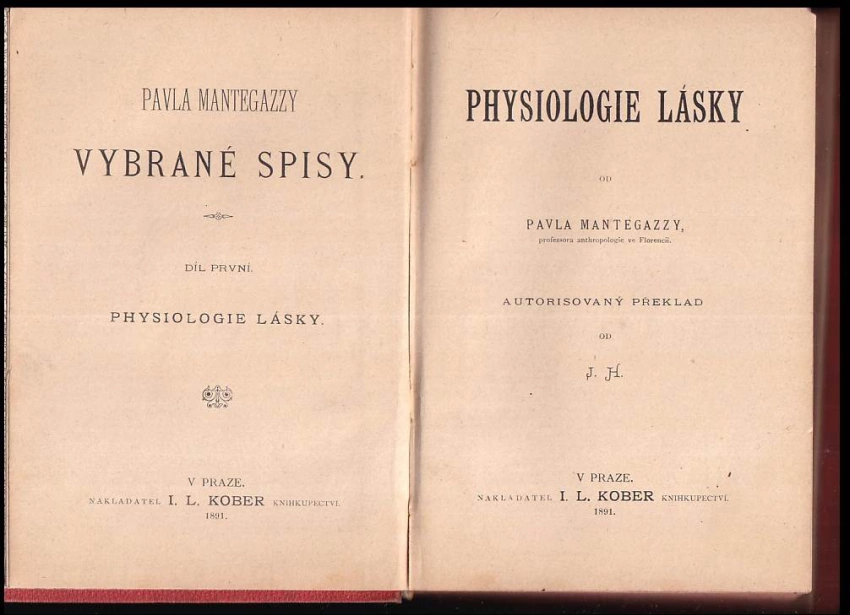 PAVLA MANTEGAZZY
VYBRANÉ SPISY.
DÍL PRVNÍ.
PHYSIOLOGIE LÁSKY.
V PRAZE.
NAKLADATEL I. L. KOBER KNIHKUPECTVÍ.
1891.
PHYSIOLOGIE LÁSKY
OD
PAVLA MANTEGAZZY,
professora anthropologie ve Florencii.
AUTORISOVANÝ PŘEKLAD
OD
J. H.
V PRAZE.
NAKLADATEL I. L. KOBER KNIHKUPECTVÍ.
1891.